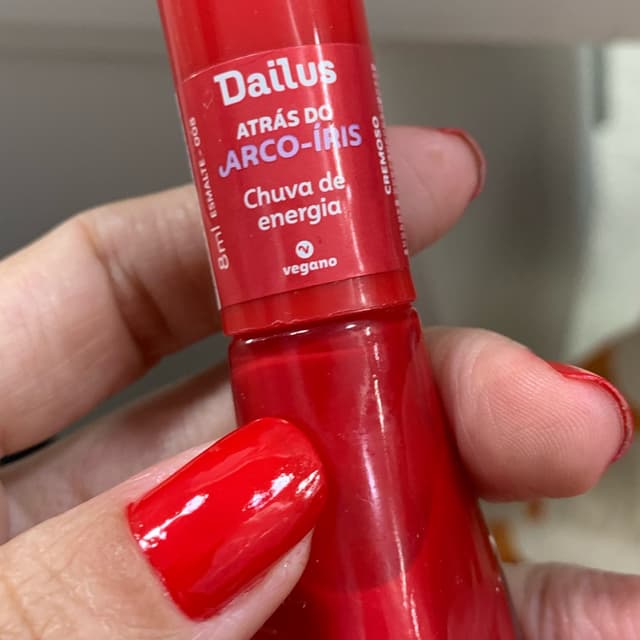 Dailus
ATRÁS DO
ARCO-ÍRIS
Chuva de
energia
vegano
8ml ESMALTE · 008
CREMOSO